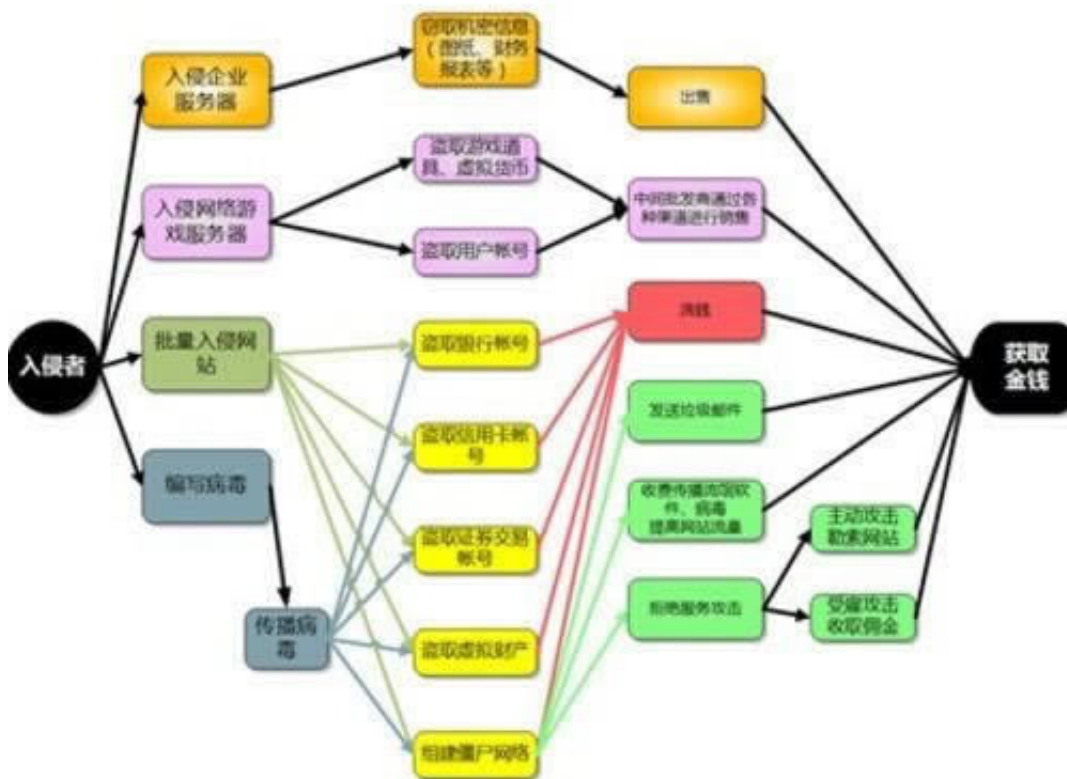 窃取机密信息
（图纸、财务
报表等）
入侵企业
服务器
出售
盗取游戏道
具、虚拟货币
入侵网络游
戏服务器
中间批发商通过各
种渠道进行销售
盗取用户帐号
入侵者
批量入侵网
站
盗取银行帐号
洗钱
获取
金钱
发送垃圾邮件
盗取信用卡帐
号
编写病毒
收费传播流氓软
件、病毒
提高网站流量
主动攻击
勒索网站
盗取证券交易
帐号
拒绝服务攻击
受雇攻击
收取佣金
传播病
毒
盗取虚拟财产
组建僵尸网络